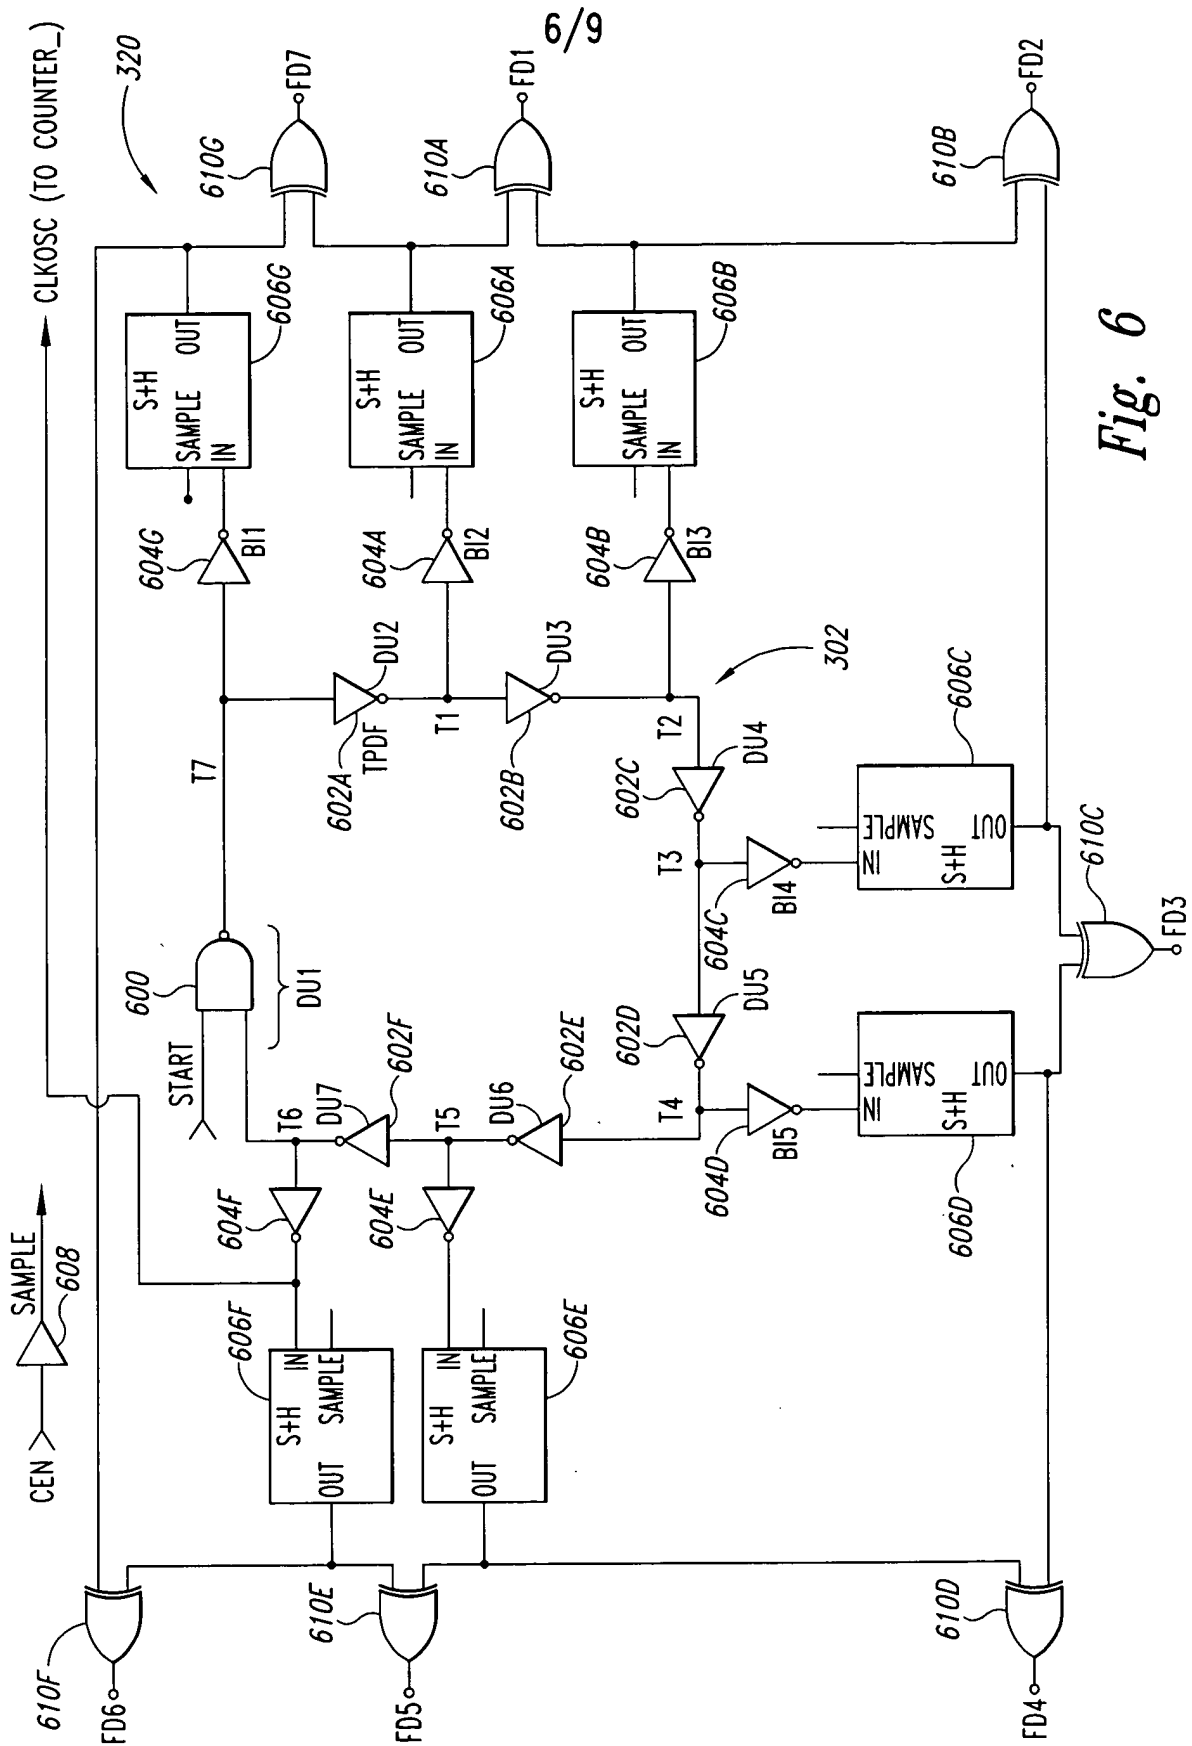 6/9
CLKOSC (TO COUNTER_)
320
CEN
SAMPLE
608
START
600
DU1
T7
604G
BI1
S+H
SAMPLE
IN
OUT
606G
610G
FD7
602A
TPDF
DU2
T1
604A
BI2
S+H
SAMPLE
IN
OUT
606A
610A
FD1
602B
DU3
T2
604B
BI3
S+H
SAMPLE
IN
OUT
606B
610B
FD2
302
602C
DU4
T3
604C
BI4
IN
SAMPLE
S+H
OUT
606C
610C
FD3
602D
DU5
T4
604D
BI5
IN
SAMPLE
S+H
OUT
606D
610D
FD4
602E
DU6
T5
604E
S+H
IN
SAMPLE
OUT
606E
610E
FD5
602F
DU7
T6
604F
S+H
IN
SAMPLE
OUT
606F
610F
FD6
Fig. 6